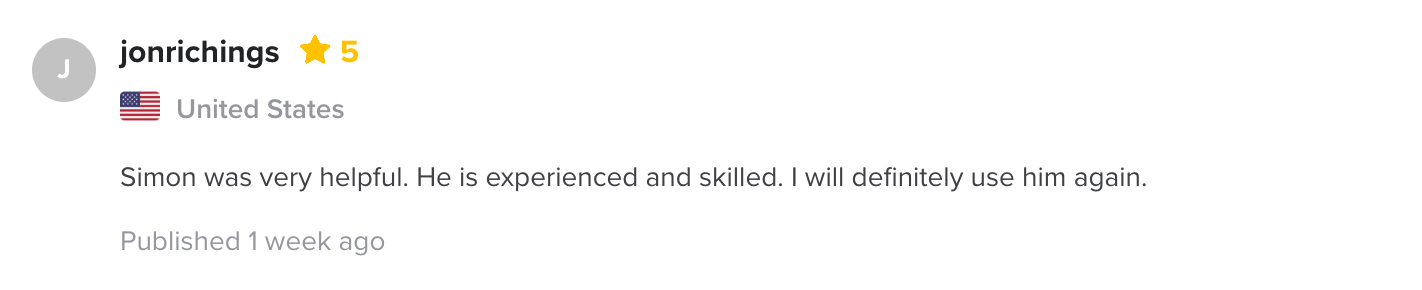 J
jonrichings 5
United States
Simon was very helpful. He is experienced and skilled. I will definitely use him again.
Published 1 week ago